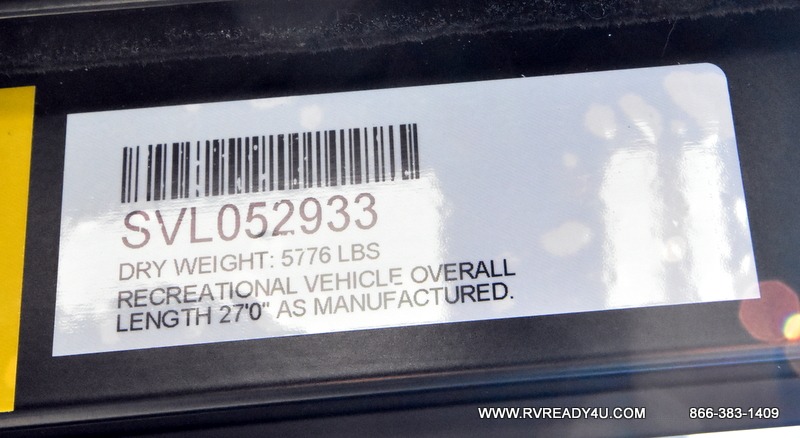 SVL052933
DRY WEIGHT: 5776 LBS
RECREATIONAL VEHICLE OVERALL
LENGTH 27'0" AS MANUFACTURED.
WWW.RVREADY4U.COM 866-383-1409